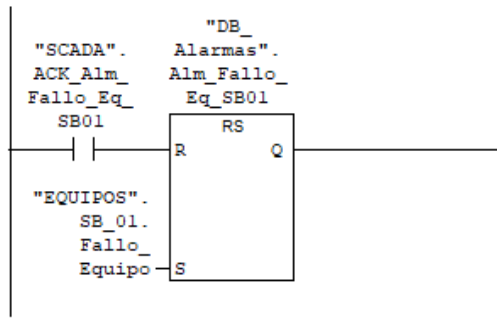 "SCADA".
ACK_Alm_
Fallo_Eq_
SB01
"DB_
Alarmas".
Alm_Fallo_
Eq_SB01
RS
R
Q
"EQUIPOS".
SB_01.
Fallo_
Equipo
S